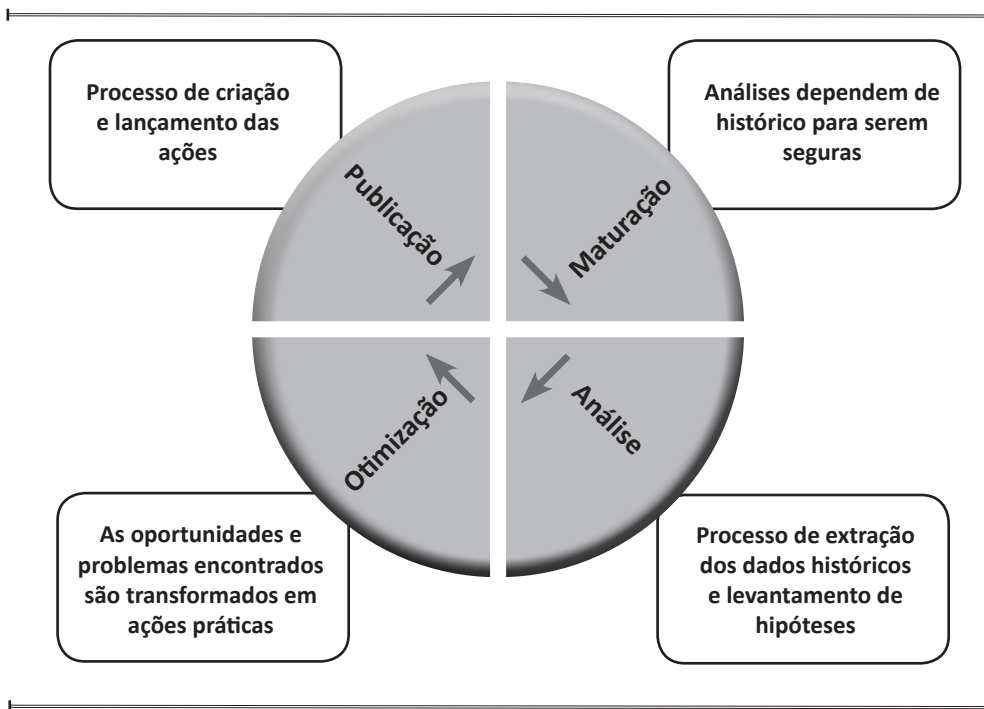 Processo de criação
e lançamento das
ações
Análises dependem de
histórico para serem
seguras
Publicação
Maturação
Otimização
Análise
As oportunidades e
problemas encontrados
são transformados em
ações práticas
Processo de extração
dos dados históricos
e levantamento de
hipóteses